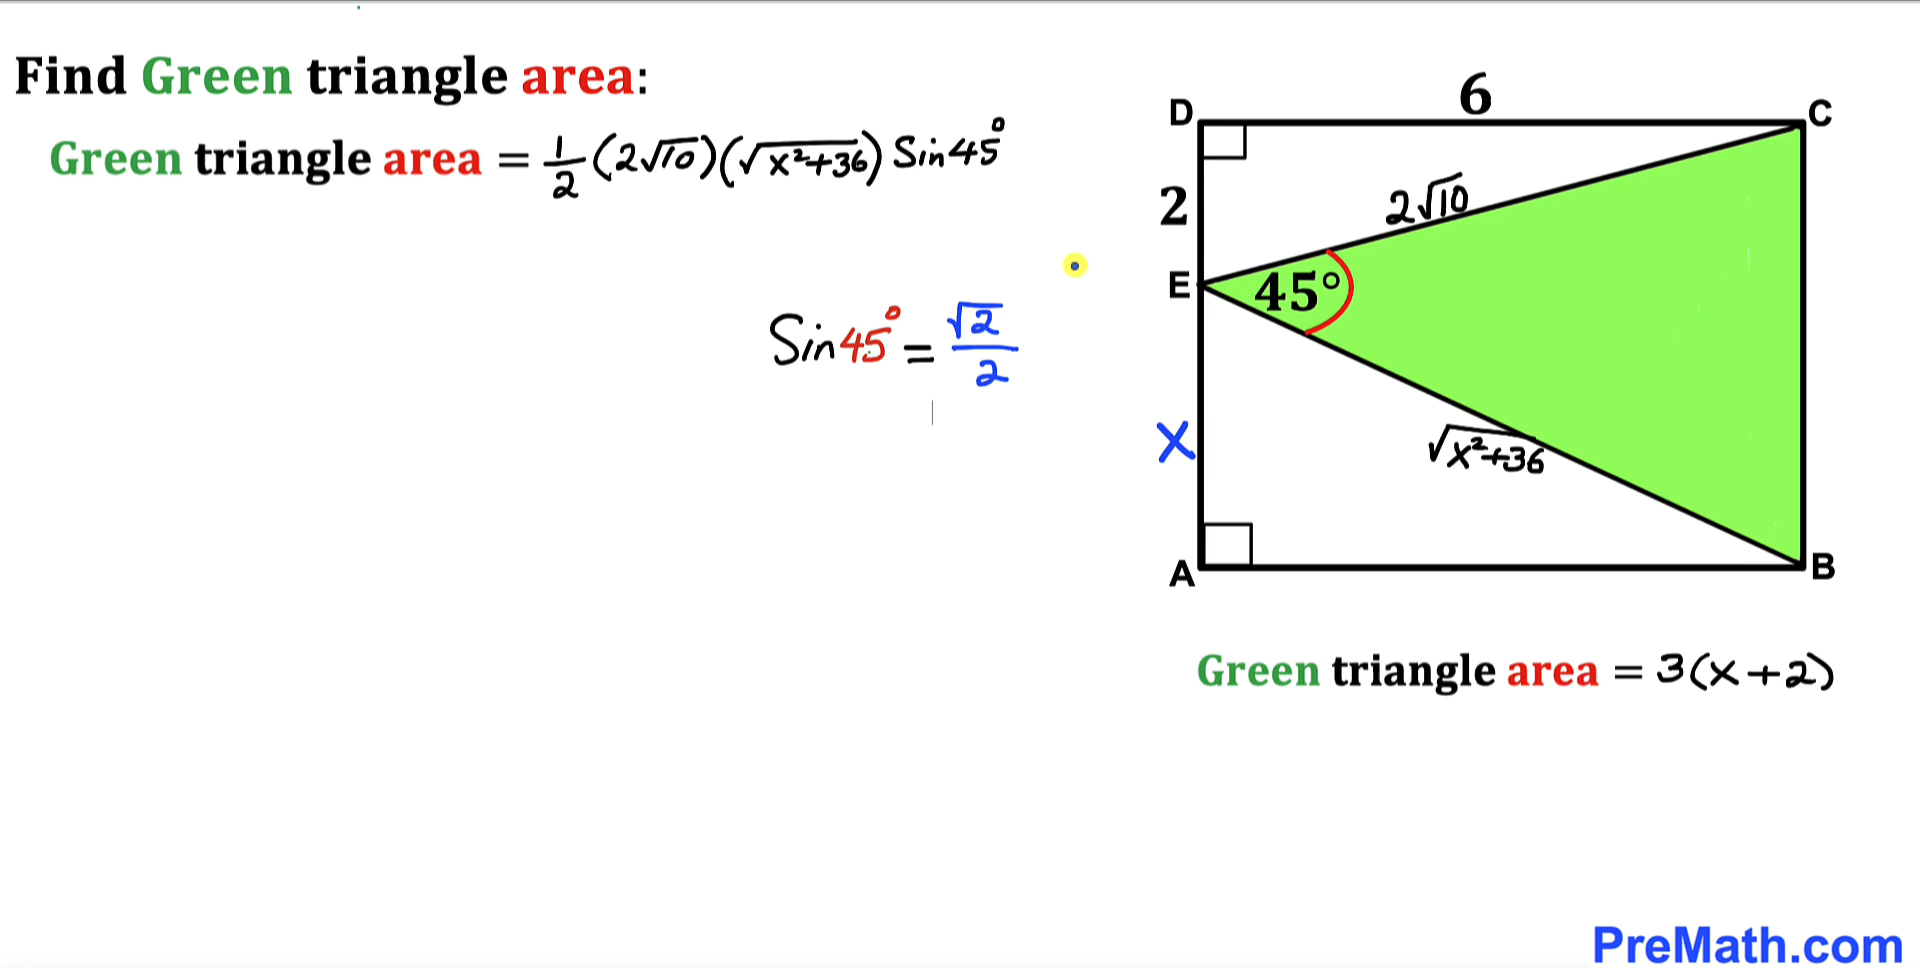 Find Green triangle area:
Green triangle area = 1/2 (2√10)(√x²+36) Sin45°
Sin45° = √2/2
D
6
C
2
2√10
E
45°
X
√x²+36
A
B
Green triangle area = 3(x+2)
PreMath.com